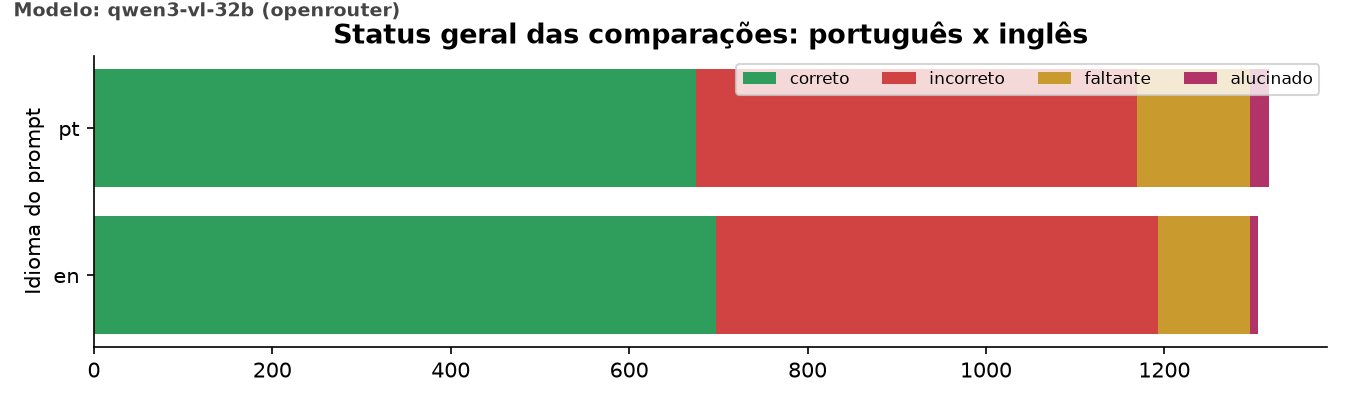 Modelo: qwen3-vl-32b (openrouter)
Status geral das comparações: português x inglês
correto incorreto faltante alucinado
Idioma do prompt
pt
en
0 200 400 600 800 1000 1200